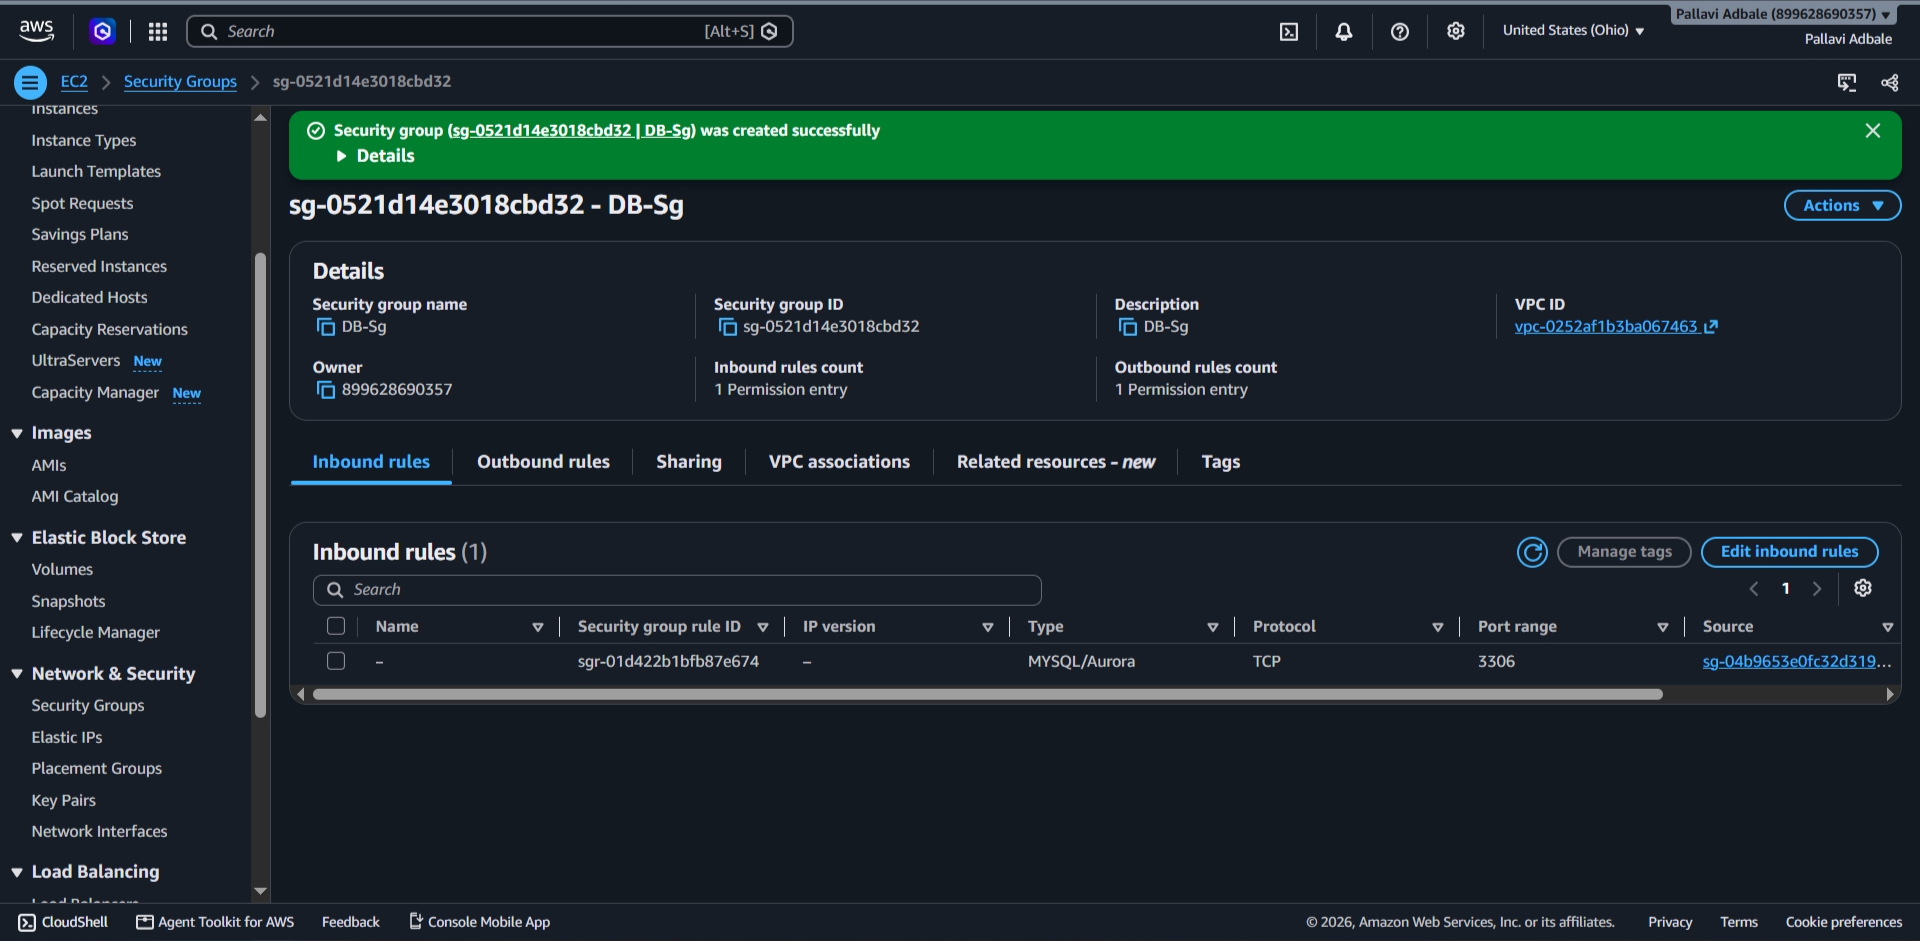 aws
Search [Alt+S]
United States (Ohio)
Pallavi Adbale (899628690357)
Pallavi Adbale
EC2 Security Groups sg-0521d14e3018cbd32
Instances
Instance Types
Launch Templates
Spot Requests
Savings Plans
Reserved Instances
Dedicated Hosts
Capacity Reservations
UltraServers New
Capacity Manager New
Images
AMIs
AMI Catalog
Elastic Block Store
Volumes
Snapshots
Lifecycle Manager
Network & Security
Security Groups
Elastic IPs
Placement Groups
Key Pairs
Network Interfaces
Load Balancing
Load Balancers
Security group (sg-0521d14e3018cbd32 | DB-Sg) was created successfully
Details
sg-0521d14e3018cbd32 - DB-Sg
Actions
Details
Security group name
DB-Sg
Security group ID
sg-0521d14e3018cbd32
Description
DB-Sg
VPC ID
vpc-0252af1b3ba067463
Owner
899628690357
Inbound rules count
1 Permission entry
Outbound rules count
1 Permission entry
Inbound rules Outbound rules Sharing VPC associations Related resources - new Tags
Inbound rules (1)
Manage tags
Edit inbound rules
Search
1
Name Security group rule ID IP version Type Protocol Port range Source
– sgr-01d422b1bfb87e674 – MYSQL/Aurora TCP 3306 sg-04b9653e0fc32d319...
CloudShell Agent Toolkit for AWS Feedback Console Mobile App
© 2026, Amazon Web Services, Inc. or its affiliates. Privacy Terms Cookie preferences